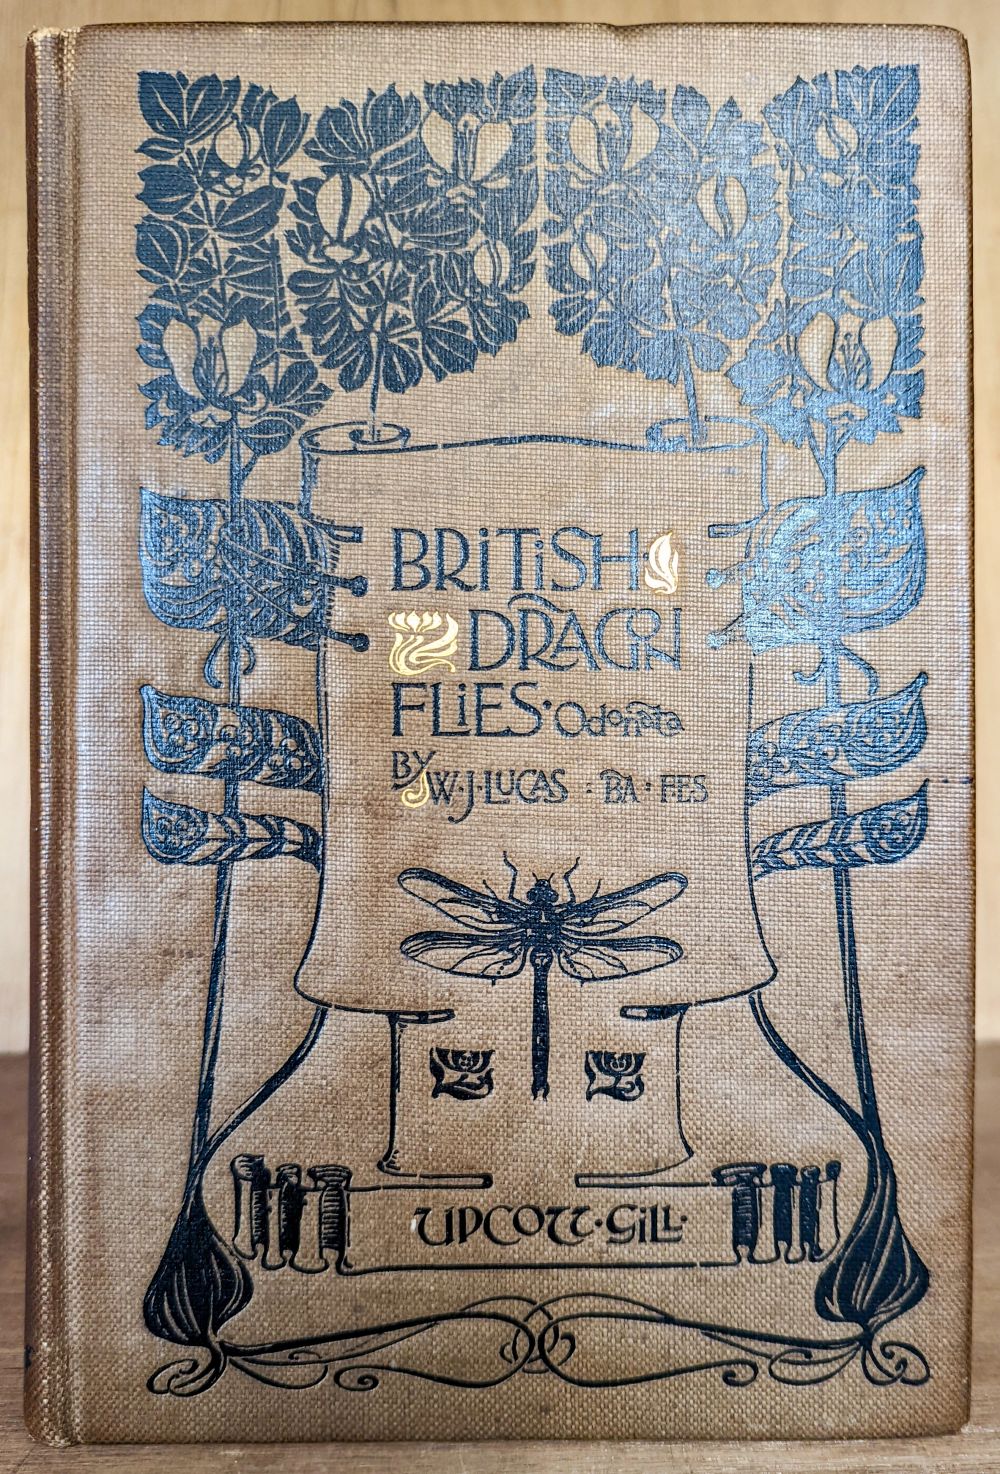 BRiTiSH
DRAGON
FLiES · Odonata
BY W · J · LUCAS : BA · FES
UPCOTT · GILL ·